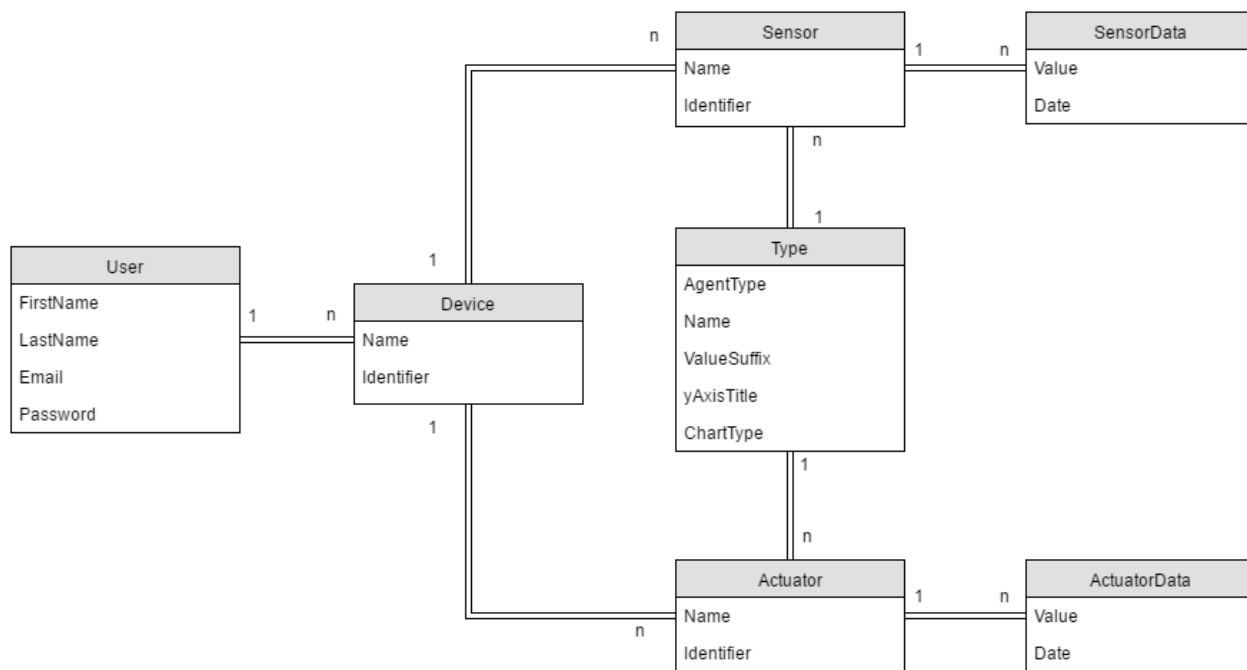 n
Sensor
Name
Identifier
1
n
SensorData
Value
Date
n
1
User
FirstName
LastName
Email
Password
1
n
1
Device
Name
Identifier
1
Type
AgentType
Name
ValueSuffix
yAxisTitle
ChartType
1
n
n
Actuator
Name
Identifier
1
n
ActuatorData
Value
Date